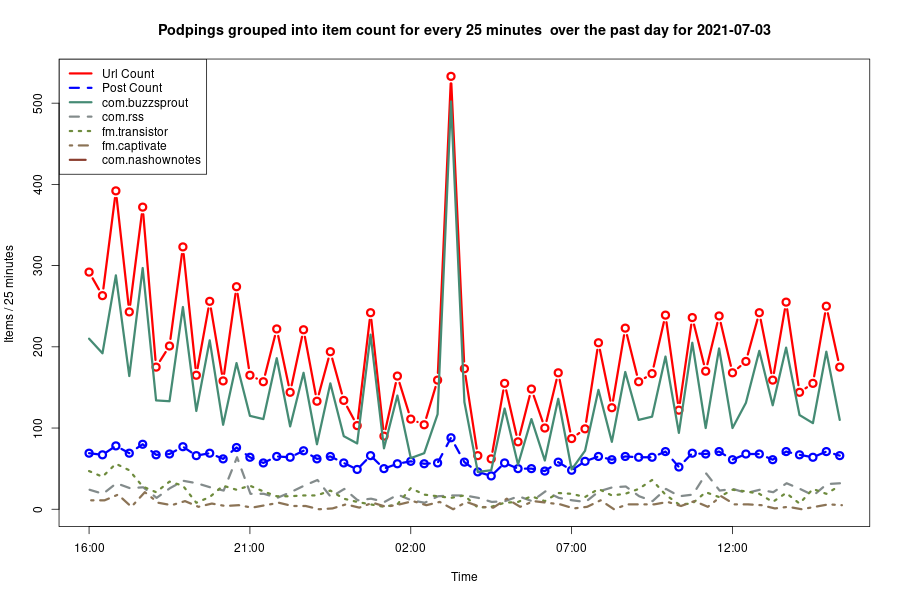 Podpings grouped into item count for every 25 minutes  over the past day for 2021-07-03
Url Count
Post Count
com.buzzsprout
com.rss
fm.transistor
fm.captivate
com.nashownotes
Items / 25 minutes
500
400
300
200
100
0
16:00 21:00 02:00 07:00 12:00
Time